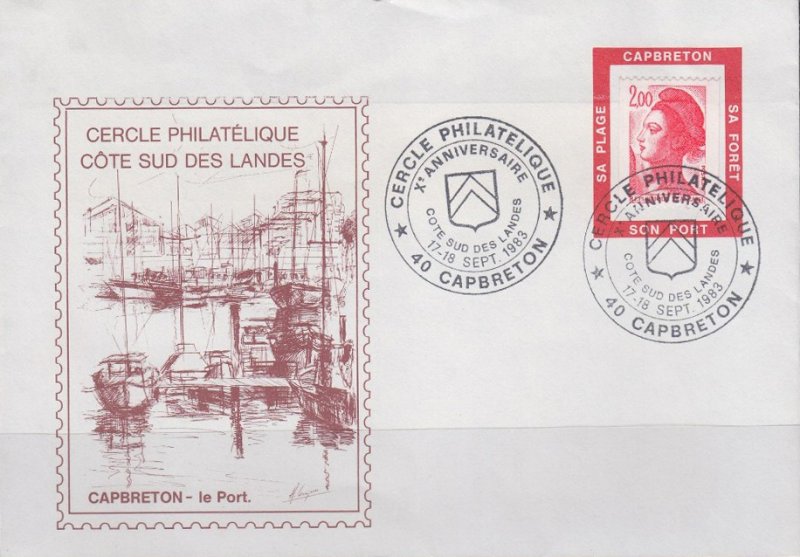 CERCLE PHILATÉLIQUE
CÔTE SUD DES LANDES
CAPBRETON - le Port.
CERCLE PHILATELIQUE
Xe ANNIVERSAIRE
COTE SUD DES LANDES
17-18 SEPT. 1983
★ 40 CAPBRETON ★
CAPBRETON
SA PLAGE
2,00
SA FORÊT
SON PORT
CERCLE PHILATELIQUE
Xe ANNIVERSAIRE
COTE SUD DES LANDES
17-18 SEPT. 1983
★ 40 CAPBRETON ★